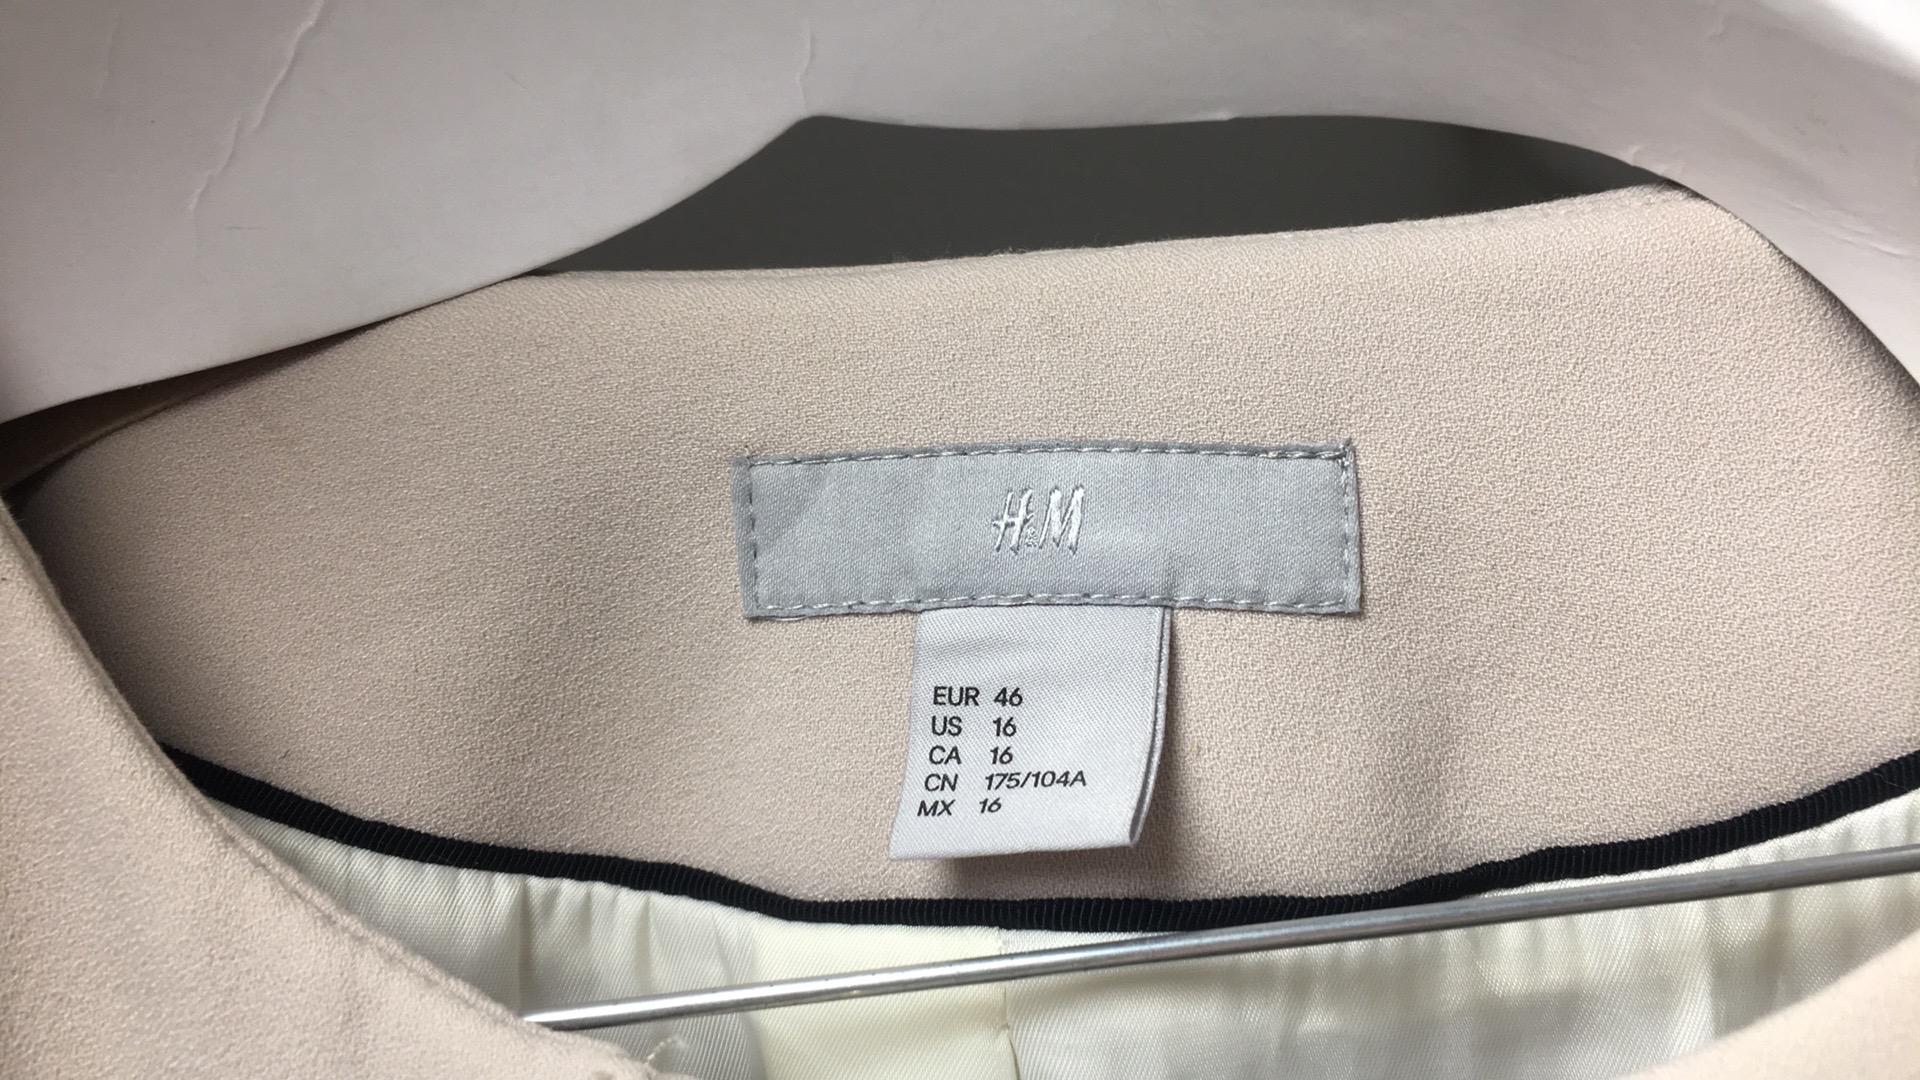 H&M
EUR 46
US 16
CA 16
CN 175/104A
MX 16